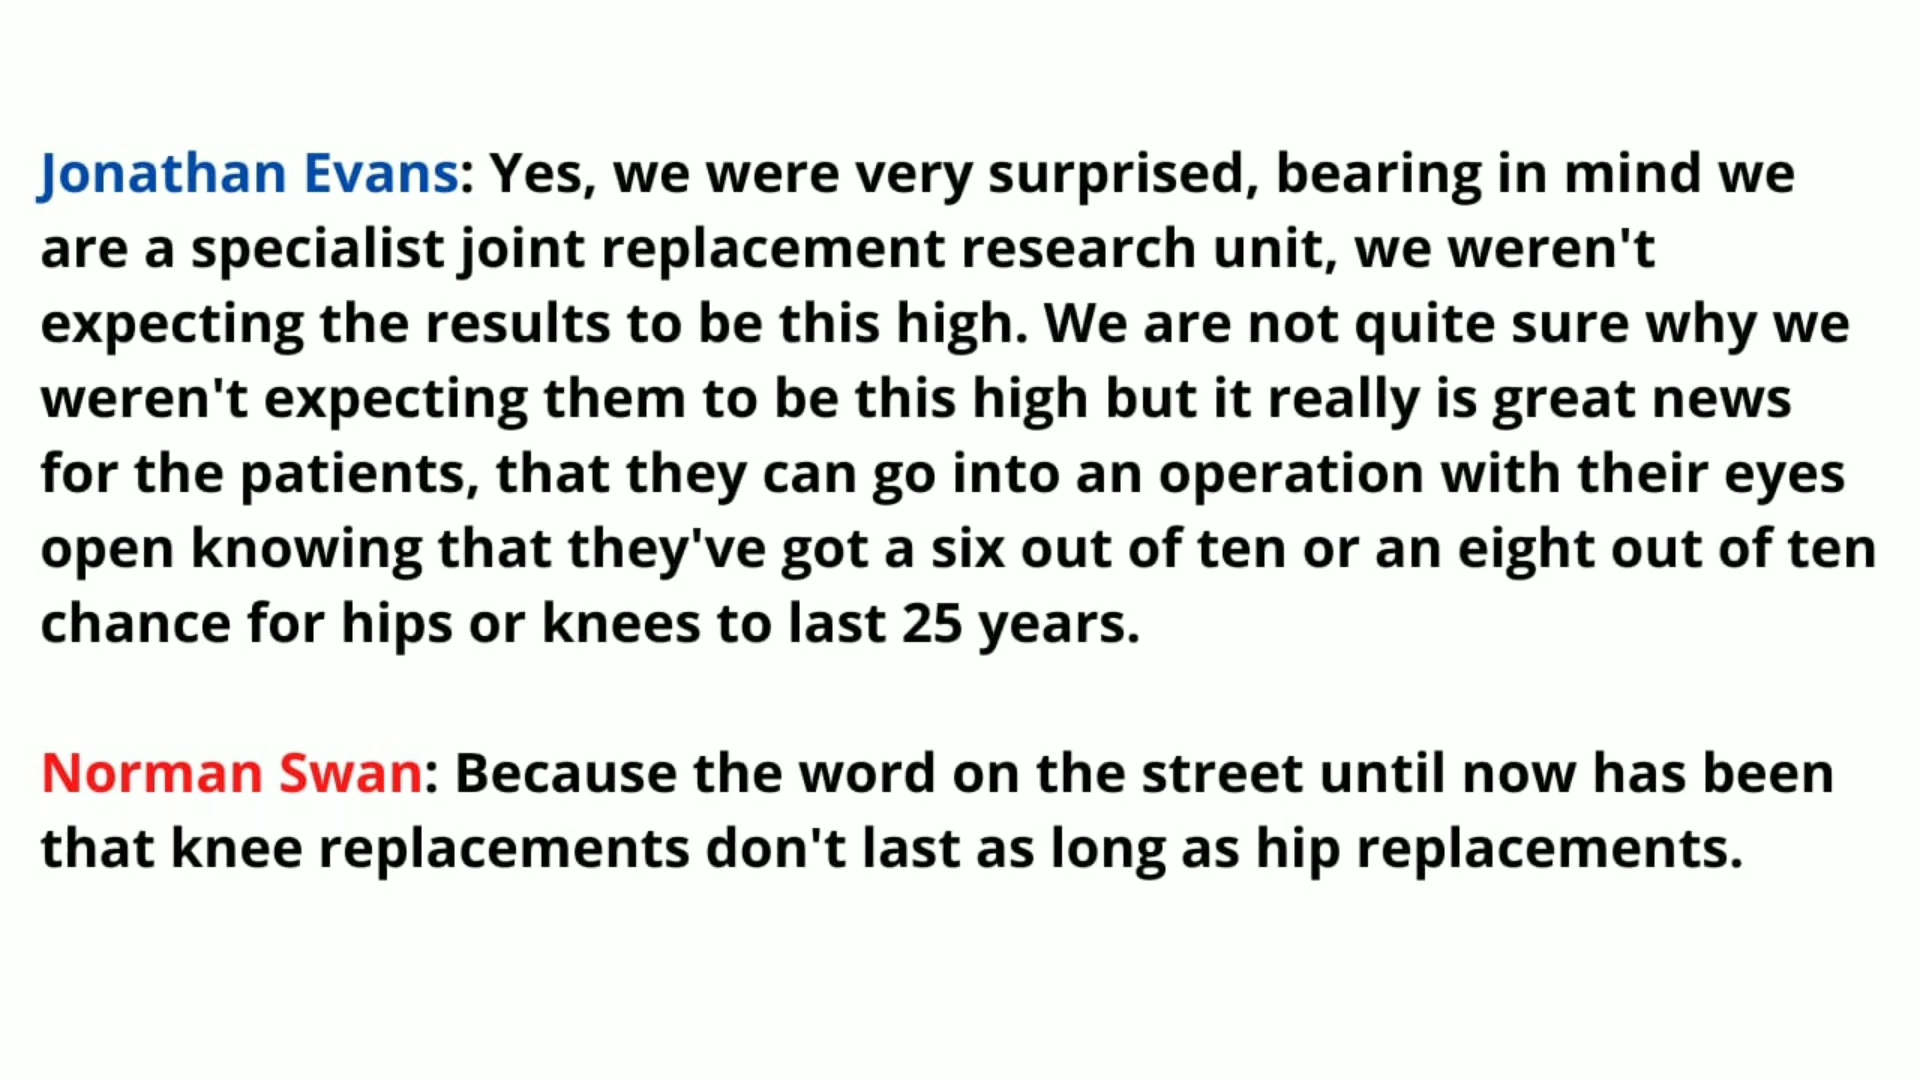 Jonathan Evans: Yes, we were very surprised, bearing in mind we
are a specialist joint replacement research unit, we weren't
expecting the results to be this high. We are not quite sure why we
weren't expecting them to be this high but it really is great news
for the patients, that they can go into an operation with their eyes
open knowing that they've got a six out of ten or an eight out of ten
chance for hips or knees to last 25 years.
Norman Swan: Because the word on the street until now has been
that knee replacements don't last as long as hip replacements.